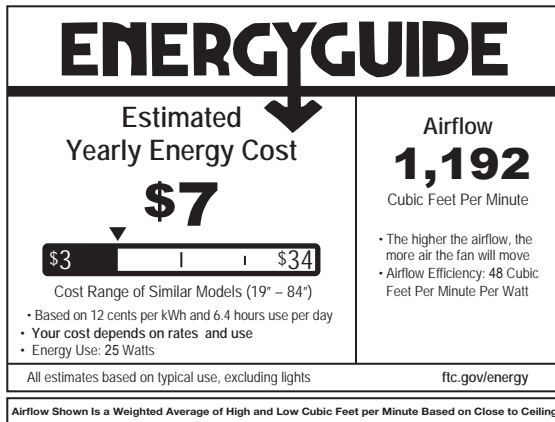 ENERGYGUIDE
Estimated
Yearly Energy Cost
$7
$3
$34
Cost Range of Similar Models (19” – 84”)
• Based on 12 cents per kWh and 6.4 hours use per day
• Your cost depends on rates and use
• Energy Use: 25 Watts
Airflow
1,192
Cubic Feet Per Minute
• The higher the airflow, the
more air the fan will move
• Airflow Efficiency: 48 Cubic
Feet Per Minute Per Watt
All estimates based on typical use, excluding lights
ftc.gov/energy
Airflow Shown Is a Weighted Average of High and Low Cubic Feet per Minute Based on Close to Ceiling